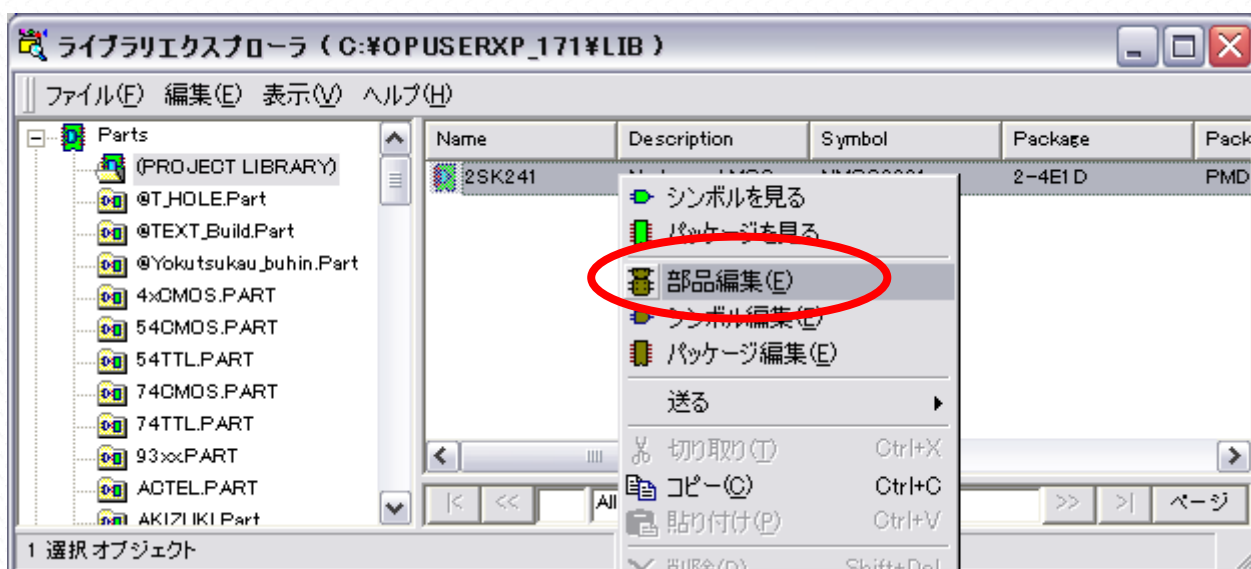 ライブラリエクスプローラ ( C:¥OPUSERXP_171¥LIB )
ファイル(F) 編集(E) 表示(V) ヘルプ(H)
Parts
(PROJECT LIBRARY)
@T_HOLE.Part
@TEXT_Build.Part
@Yokutsukau_buhin.Part
4xCMOS.PART
54CMOS.PART
54TTL.PART
74CMOS.PART
74TTL.PART
93xx.PART
ACTEL.PART
AKIZUKI.Part
Name Description Symbol Package Pack
2SK241 2-4E1D PMD
シンボルを見る
パッケージを見る
部品編集(E)
シンボル編集(E)
パッケージ編集(E)
送る
切り取り(T) Ctrl+X
コピー(C) Ctrl+C
貼り付け(P) Ctrl+V
削除(D) Shift+Del
|< << All >> >| ページ
1 選択オブジェクト